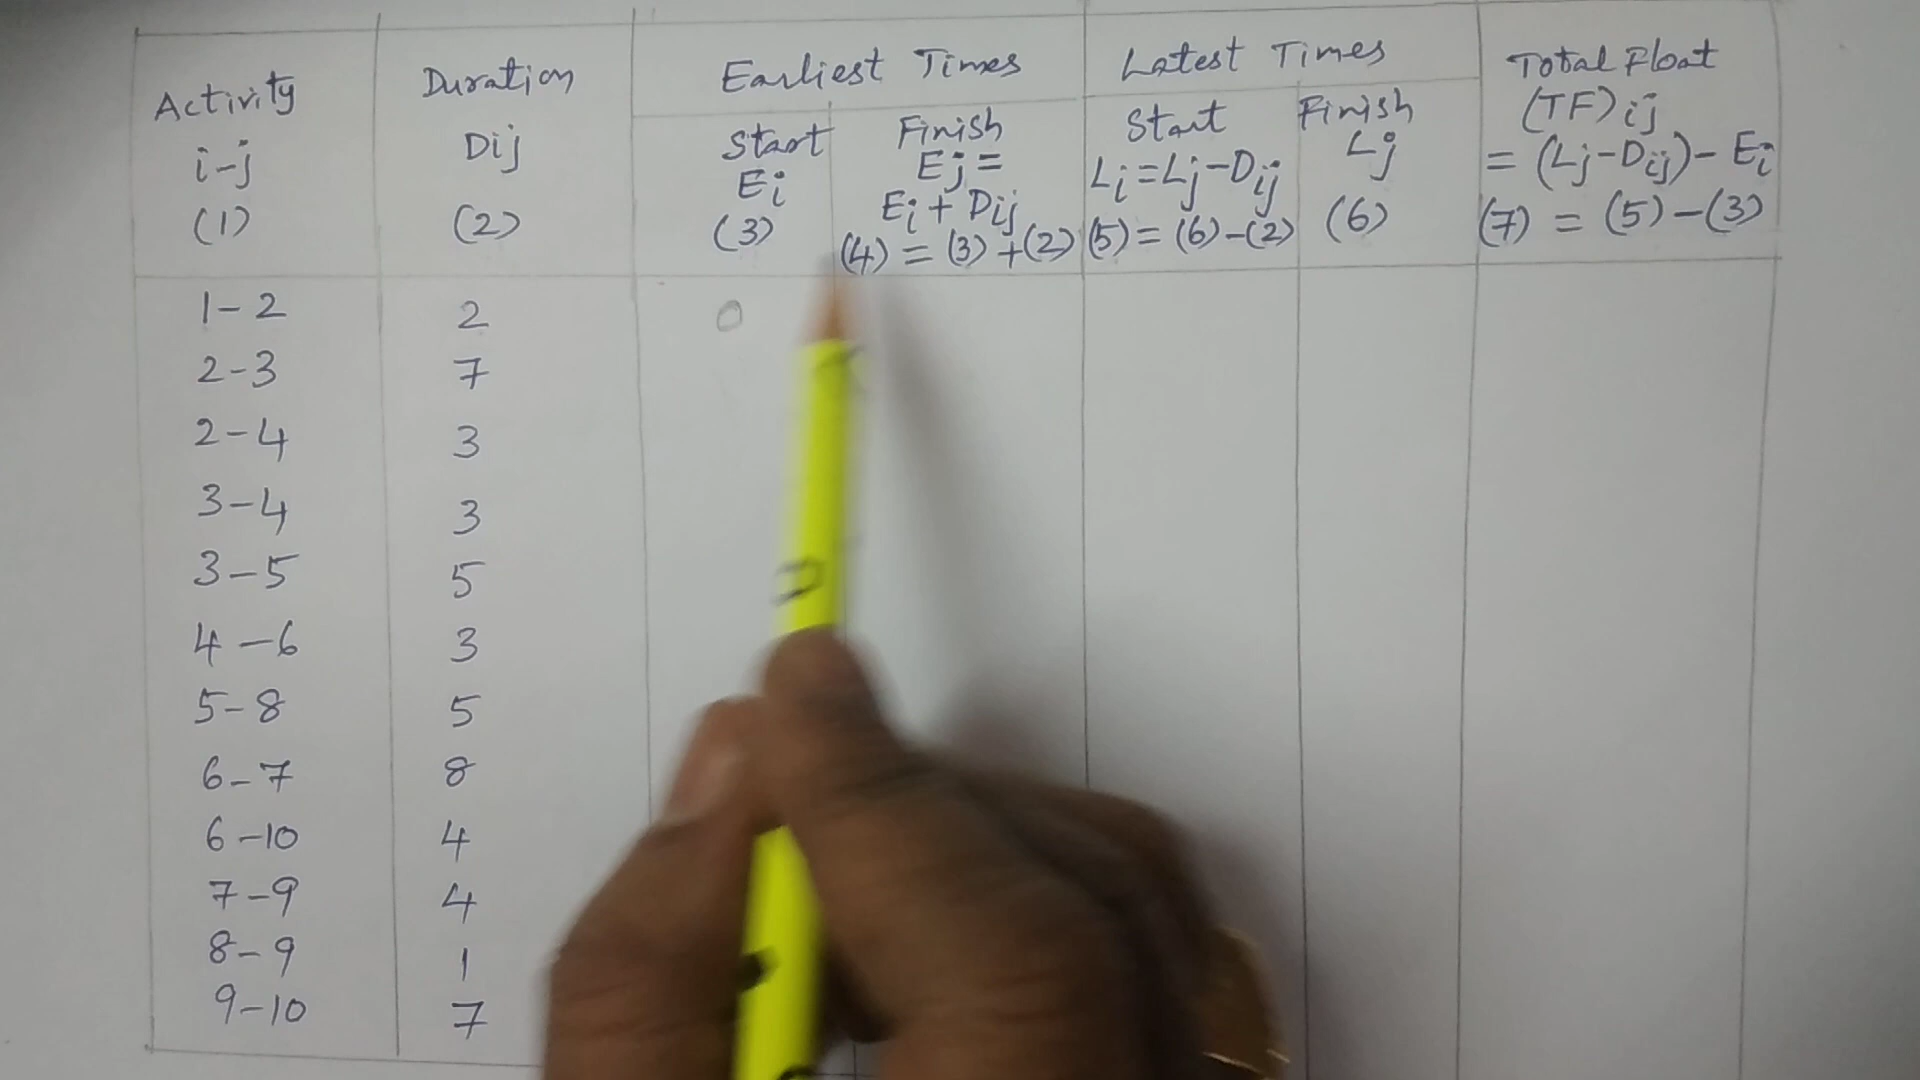 Activity Duration Earliest Times Latest Times Total Float
i-j Dij Start Finish Start Finish (TF)ij
Ei Ej= Li=Lj-Dij Lj = (Lj-Dij)-Ei
Ei+Dij
(1) (2) (3) (4) = (3)+(2) (5) = (6)-(2) (6) (7) = (5)-(3)
1-2 2 0
2-3 7
2-4 3
3-4 3
3-5 5
4-6 3
5-8 5
6-7 8
6-10 4
7-9 4
8-9 1
9-10 7